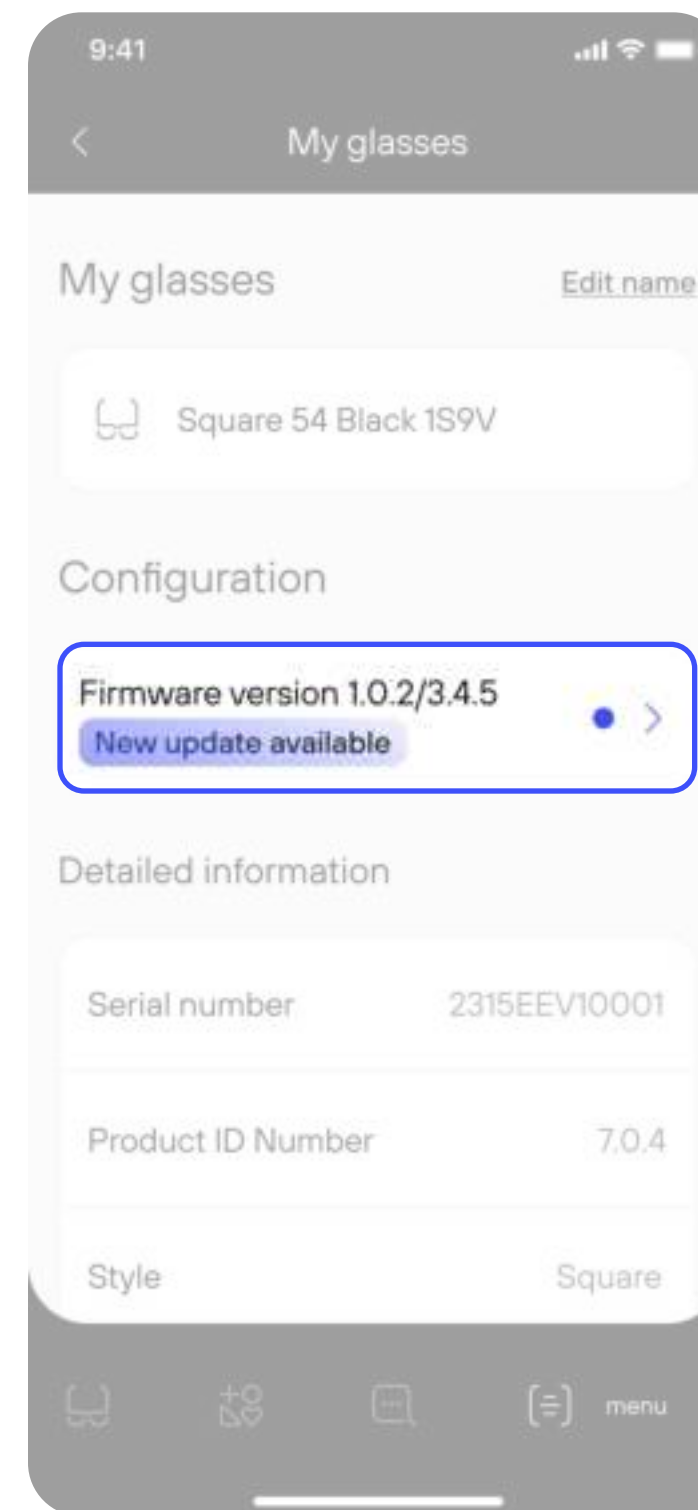 9:41
My glasses
My glasses Edit name
Square 54 Black 1S9V
Configuration
Firmware version 1.0.2/3.4.5
New update available
Detailed information
Serial number 2315EEV10001
Product ID Number 7.0.4
Style Square
menu